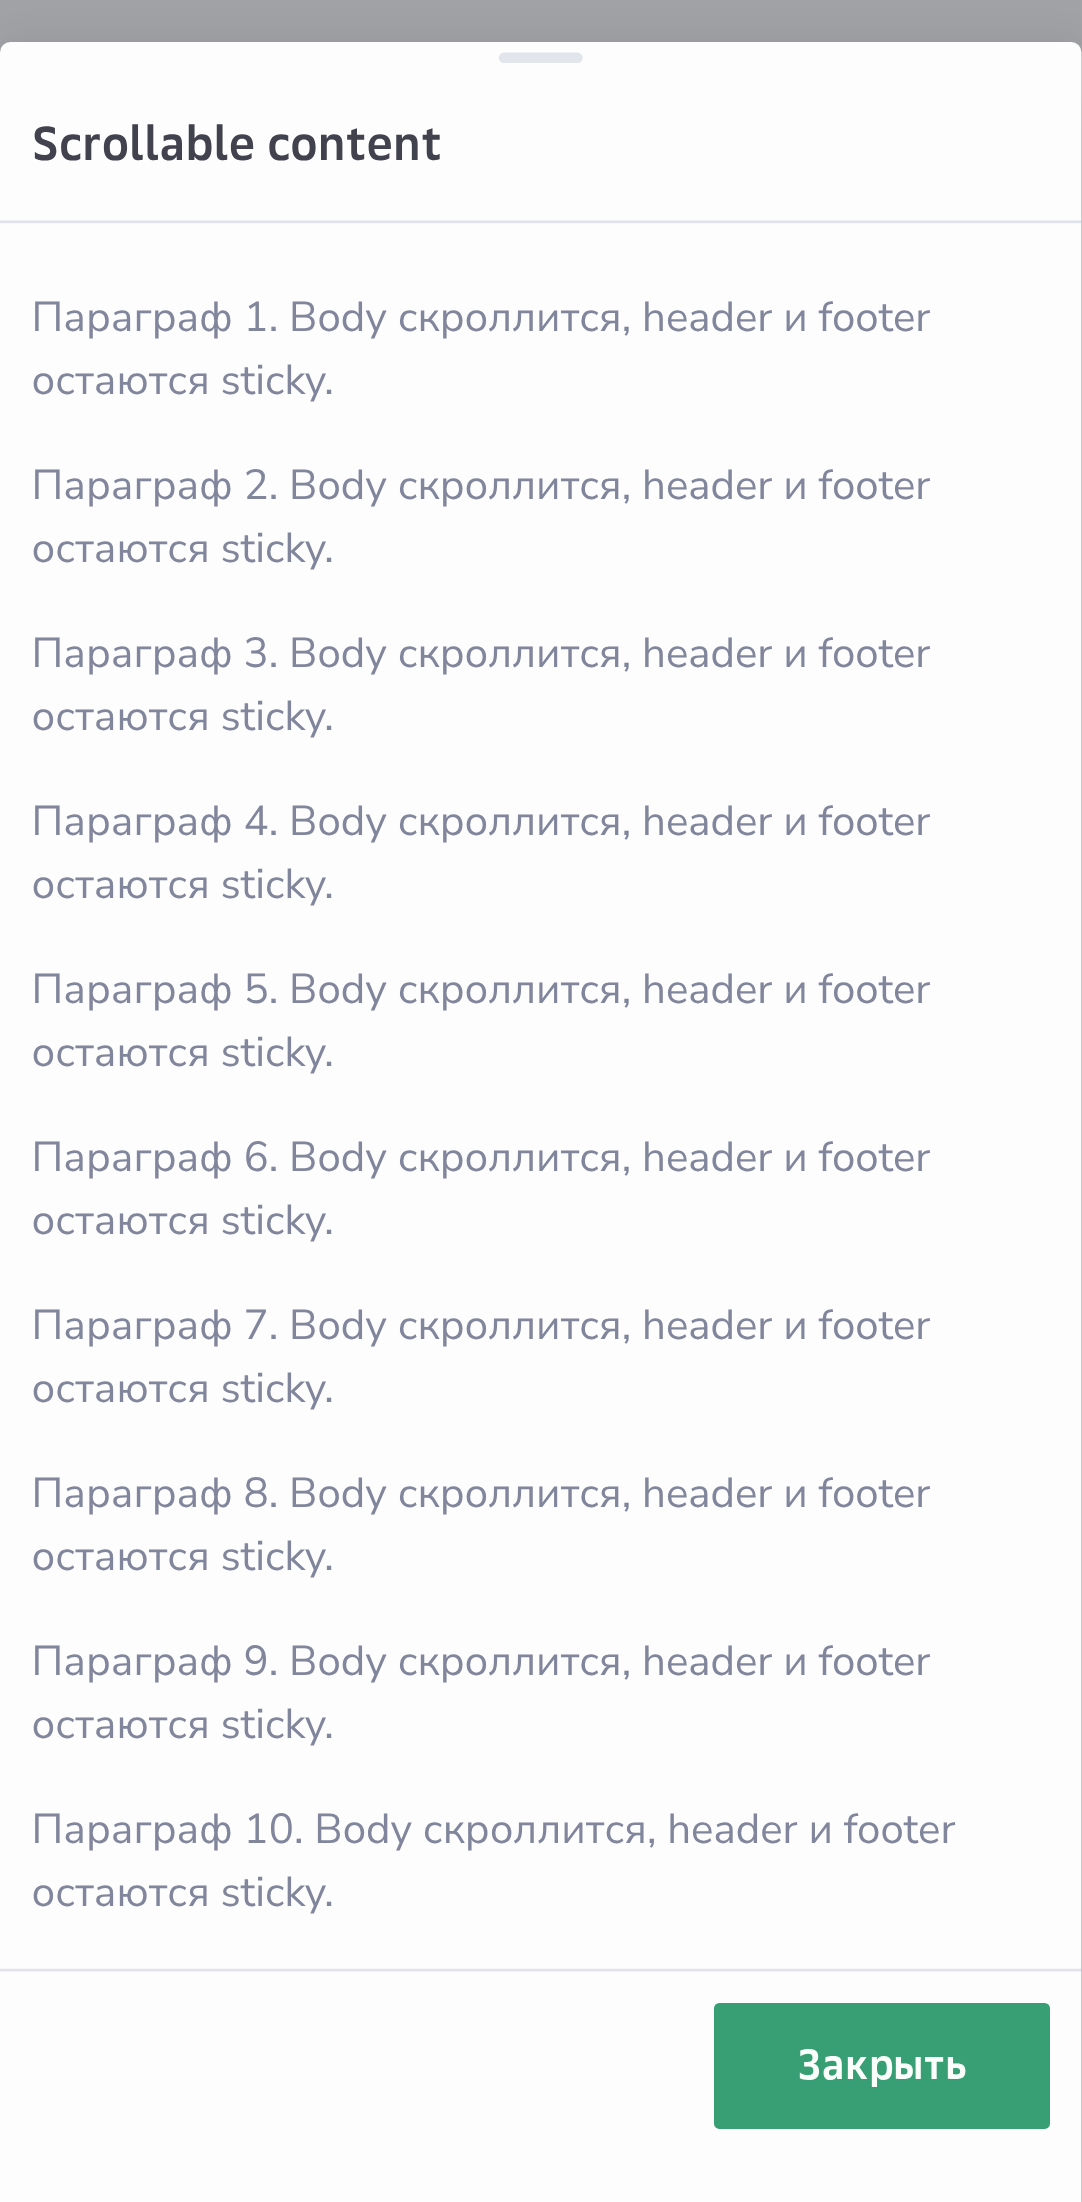 Scrollable content
Параграф 1. Body скроллится, header и footer
остаются sticky.
Параграф 2. Body скроллится, header и footer
остаются sticky.
Параграф 3. Body скроллится, header и footer
остаются sticky.
Параграф 4. Body скроллится, header и footer
остаются sticky.
Параграф 5. Body скроллится, header и footer
остаются sticky.
Параграф 6. Body скроллится, header и footer
остаются sticky.
Параграф 7. Body скроллится, header и footer
остаются sticky.
Параграф 8. Body скроллится, header и footer
остаются sticky.
Параграф 9. Body скроллится, header и footer
остаются sticky.
Параграф 10. Body скроллится, header и footer
остаются sticky.
Закрыть